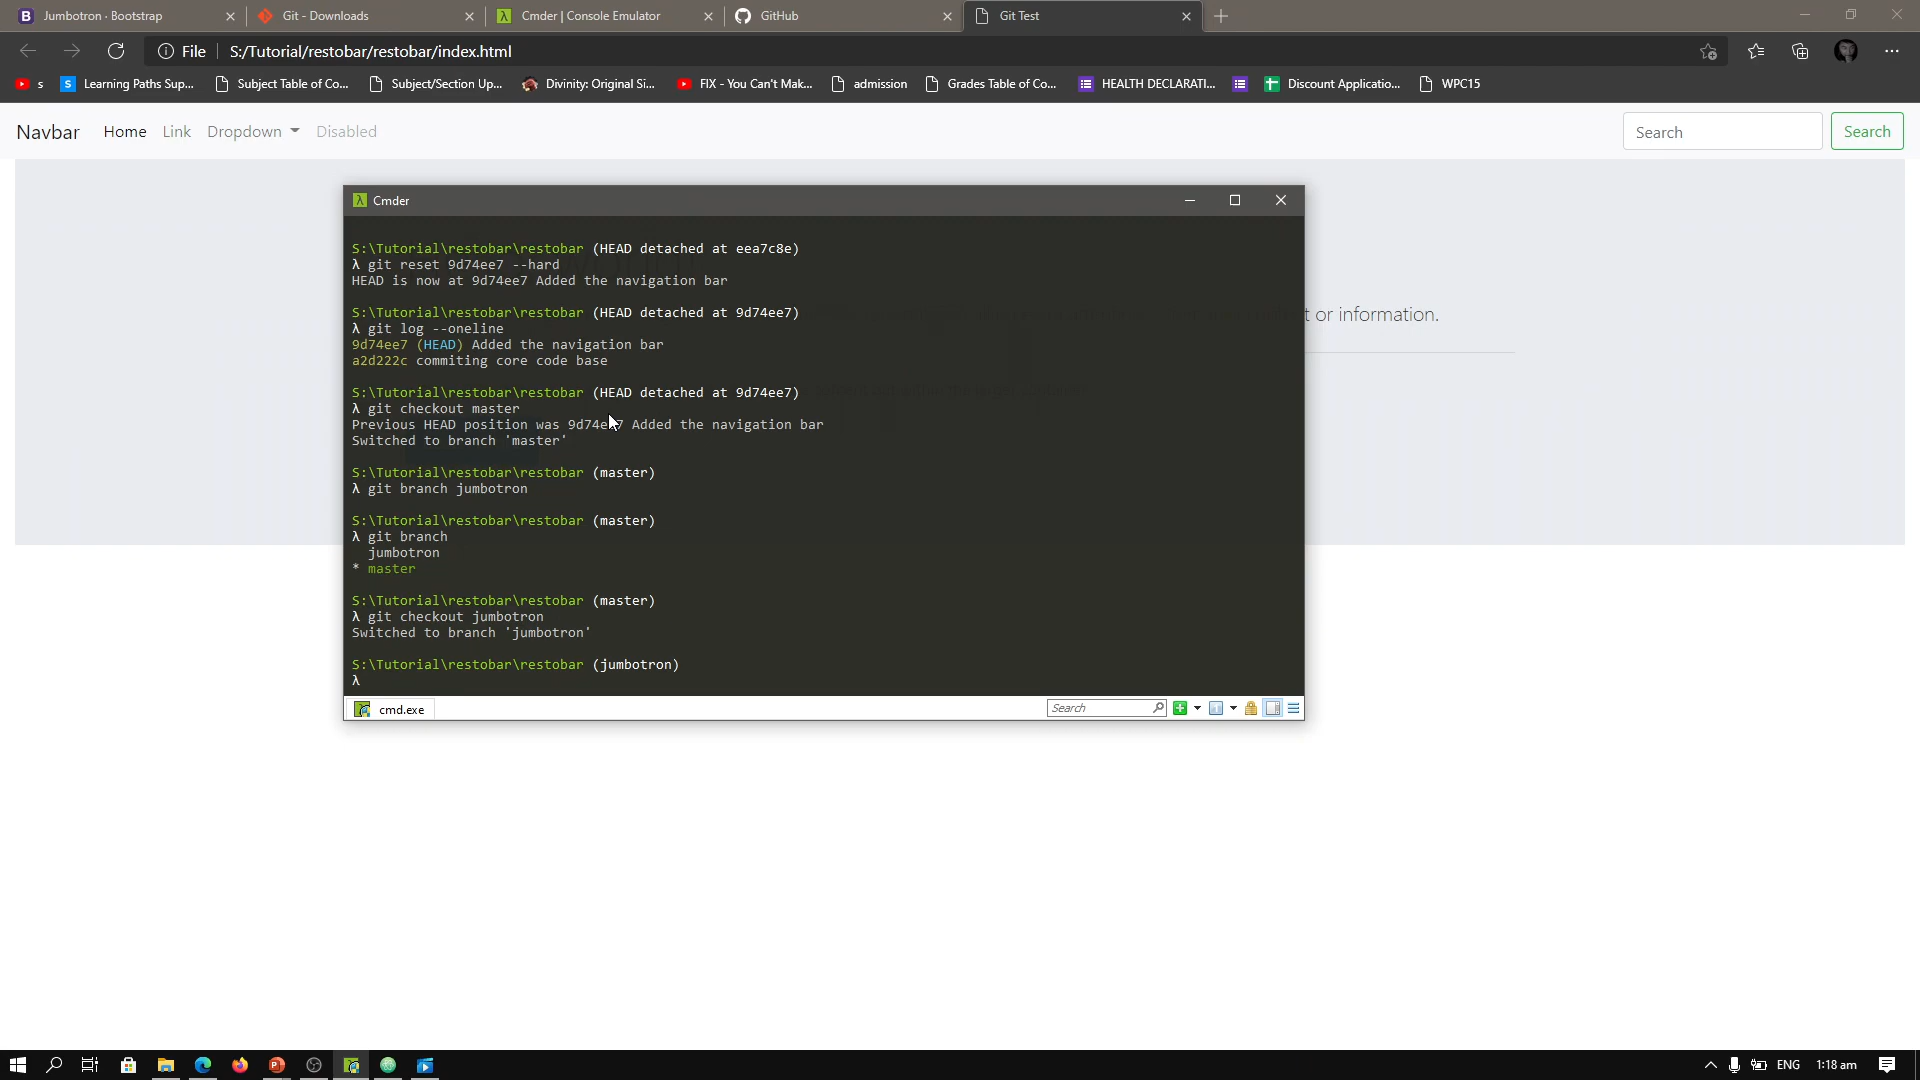 Jumbotron · Bootstrap
Git - Downloads
Cmder | Console Emulator
GitHub
Git Test
File
S:/Tutorial/restobar/restobar/index.html
s
Learning Paths Sup...
Subject Table of Co...
Subject/Section Up...
Divinity: Original Si...
FIX - You Can't Mak...
admission
Grades Table of Co...
HEALTH DECLARATI...
Discount Applicatio...
WPC15
Navbar
Home
Link
Dropdown
Disabled
Search
Search
Cmder
S:\Tutorial\restobar\restobar (HEAD detached at eea7c8e)
λ git reset 9d74ee7 --hard
HEAD is now at 9d74ee7 Added the navigation bar
S:\Tutorial\restobar\restobar (HEAD detached at 9d74ee7)
λ git log --oneline
9d74ee7 (HEAD) Added the navigation bar
a2d222c commiting core code base
S:\Tutorial\restobar\restobar (HEAD detached at 9d74ee7)
λ git checkout master
Previous HEAD position was 9d74ee7 Added the navigation bar
Switched to branch 'master'
S:\Tutorial\restobar\restobar (master)
λ git branch jumbotron
S:\Tutorial\restobar\restobar (master)
λ git branch
jumbotron
* master
S:\Tutorial\restobar\restobar (master)
λ git checkout jumbotron
Switched to branch 'jumbotron'
S:\Tutorial\restobar\restobar (jumbotron)
λ
or information.
cmd.exe
Search
ENG
1:18 am